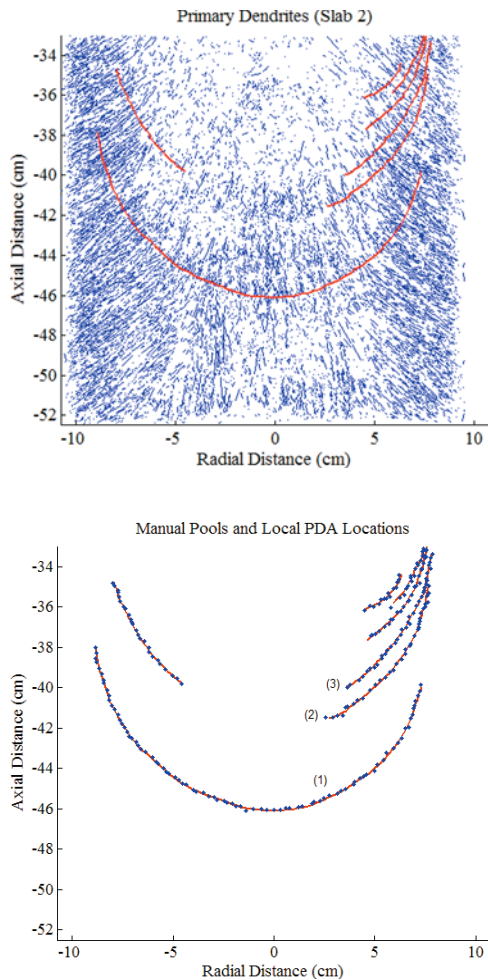 Primary Dendrites (Slab 2)
-34
-36
-38
-40
-42
-44
-46
-48
-50
-52
Axial Distance (cm)
-10 -5 0 5 10
Radial Distance (cm)
Manual Pools and Local PDA Locations
-34
-36
-38
-40
-42
-44
-46
-48
-50
-52
Axial Distance (cm)
(3)
(2)
(1)
-10 -5 0 5 10
Radial Distance (cm)